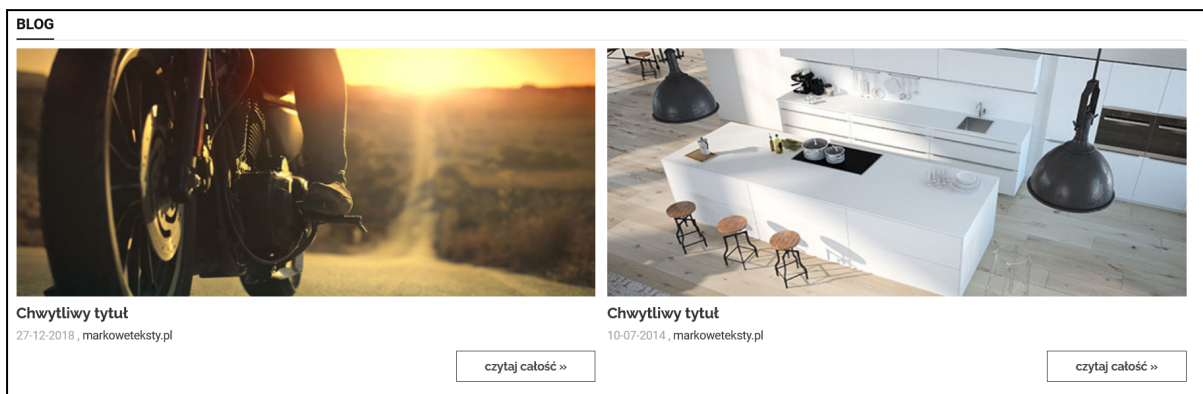 BLOG
Chwytliwy tytuł
27-12-2018 , markoweteksty.pl
czytaj całość »
Chwytliwy tytuł
10-07-2014 , markoweteksty.pl
czytaj całość »